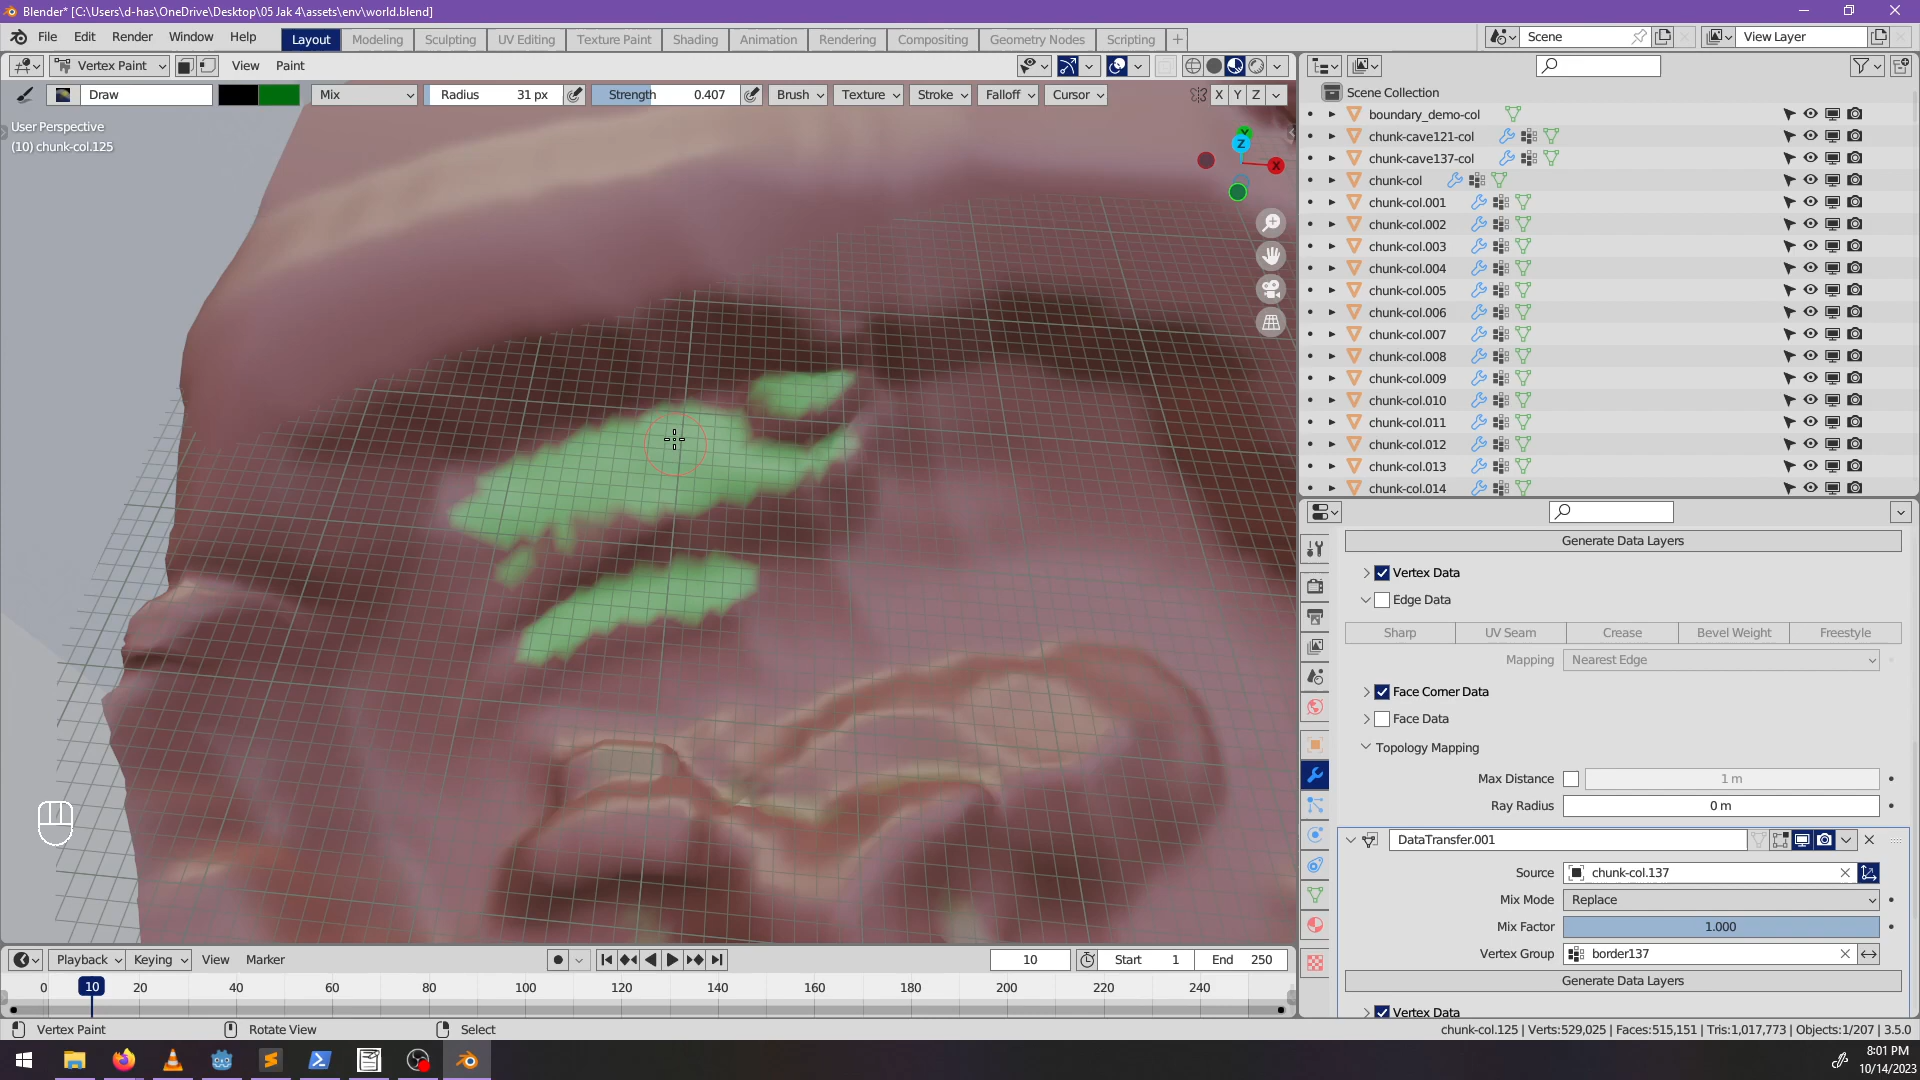 Blender* [C:\Users\d-has\OneDrive\Desktop\05 Jak 4\assets\env\world.blend]
File Edit Render Window Help Layout Modeling Sculpting UV Editing Texture Paint Shading Animation Rendering Compositing Geometry Nodes Scripting + Scene View Layer
Vertex Paint View Paint
Draw Mix Radius 31 px Strength 0.407 Brush Texture Stroke Falloff Cursor X Y Z
User Perspective
(10) chunk-col.125
Z
X
Y
Scene Collection
boundary_demo-col
chunk-cave121-col
chunk-cave137-col
chunk-col
chunk-col.001
chunk-col.002
chunk-col.003
chunk-col.004
chunk-col.005
chunk-col.006
chunk-col.007
chunk-col.008
chunk-col.009
chunk-col.010
chunk-col.011
chunk-col.012
chunk-col.013
chunk-col.014
Generate Data Layers
Vertex Data
Edge Data
Sharp UV Seam Crease Bevel Weight Freestyle
Mapping Nearest Edge
Face Corner Data
Face Data
Topology Mapping
Max Distance 1 m
Ray Radius 0 m
DataTransfer.001
Source chunk-col.137
Mix Mode Replace
Mix Factor 1.000
Vertex Group border137
Generate Data Layers
Vertex Data
Playback Keying View Marker 10 Start 1 End 250
0 10 20 40 60 80 100 120 140 160 180 200 220 240
Vertex Paint Rotate View Select chunk-col.125 | Verts:529,025 | Faces:515,151 | Tris:1,017,773 | Objects:1/207 | 3.5.0
8:01 PM
10/14/2023